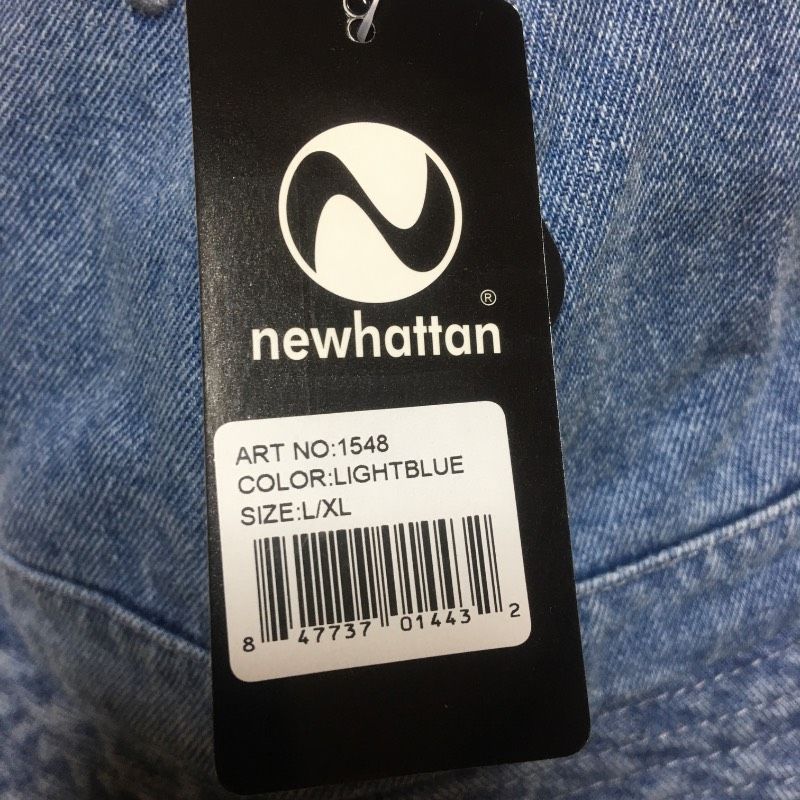 ®
newhattan
ART NO:1548
COLOR:LIGHTBLUE
SIZE:L/XL
8 47737 01443 2